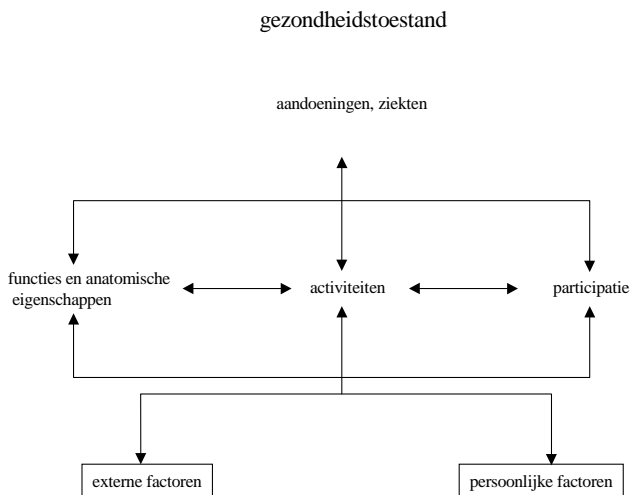 gezondheidstoestand
aandoeningen, ziekten
functies en anatomische
eigenschappen
activiteiten
participatie
externe factoren
persoonlijke factoren